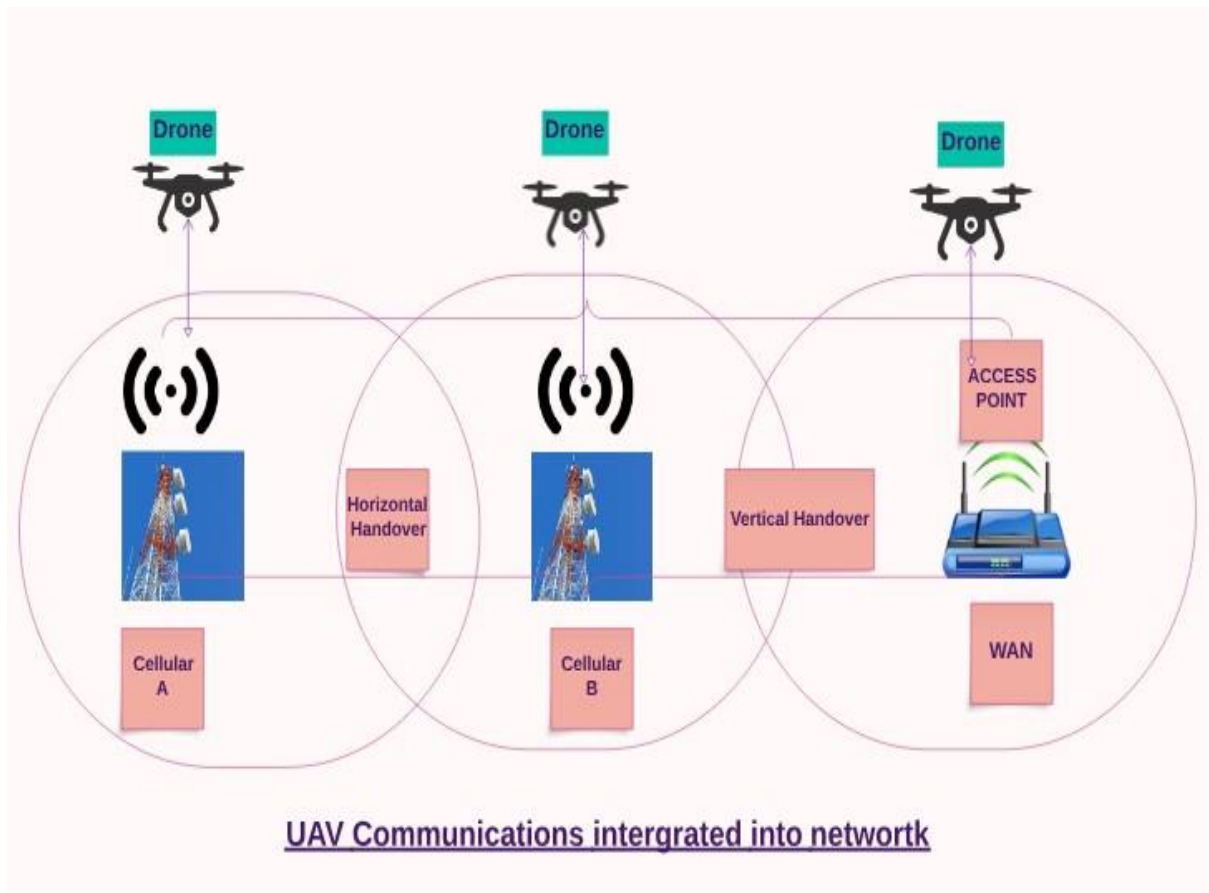 Drone
Drone
Drone
ACCESS
POINT
Horizontal
Handover
Vertical Handover
Cellular
A
Cellular
B
WAN
UAV Communications intergrated into networtk